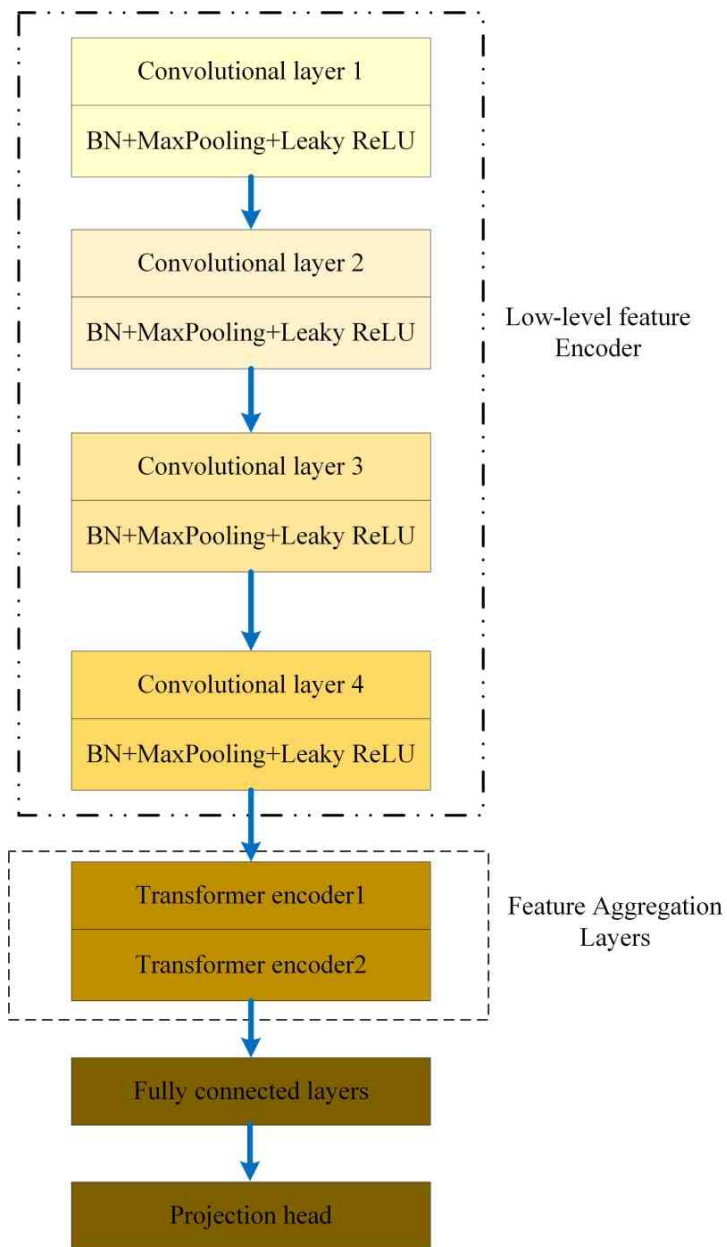 Convolutional layer 1
BN+MaxPooling+Leaky ReLU
Convolutional layer 2
BN+MaxPooling+Leaky ReLU
Low-level feature
Encoder
Convolutional layer 3
BN+MaxPooling+Leaky ReLU
Convolutional layer 4
BN+MaxPooling+Leaky ReLU
Transformer encoder1
Transformer encoder2
Feature Aggregation
Layers
Fully connected layers
Projection head